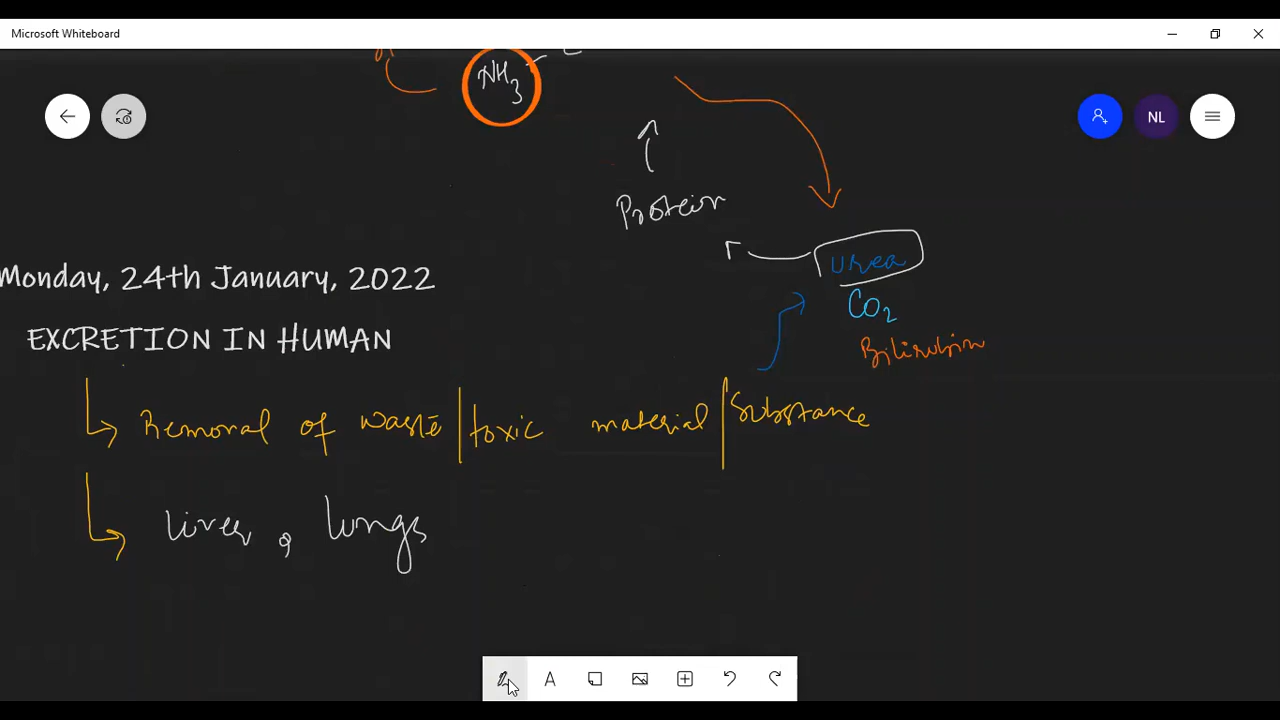 Microsoft Whiteboard
NH3
NL
Protein
Monday, 24th January, 2022
urea
CO2
EXCRETION IN HUMAN
Bilirubin
Removal of waste | toxic material | Substance
liver, lungs
A